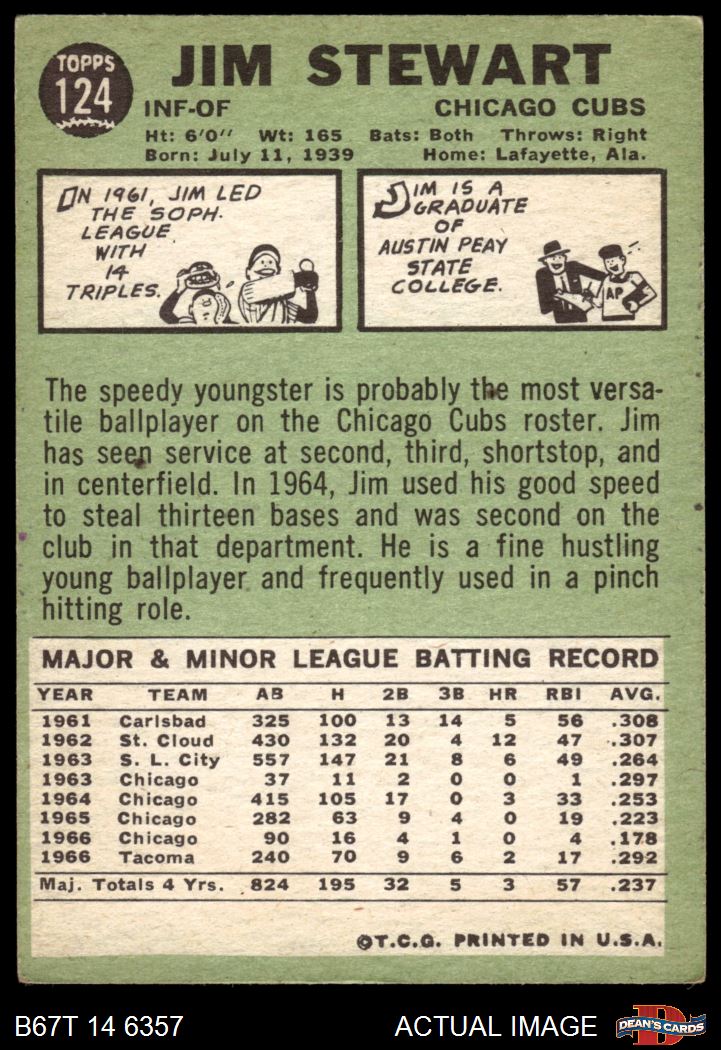 TOPPS
124
JIM STEWART
INF-OF CHICAGO CUBS
Ht: 6'0" Wt: 165 Bats: Both Throws: Right
Born: July 11, 1939 Home: Lafayette, Ala.
IN 1961, JIM LED
THE SOPH.
LEAGUE
WITH
14
TRIPLES.
JIM IS A
GRADUATE
OF
AUSTIN PEAY
STATE
COLLEGE.
AP
The speedy youngster is probably the most versa-
tile ballplayer on the Chicago Cubs roster. Jim
has seen service at second, third, shortstop, and
in centerfield. In 1964, Jim used his good speed
to steal thirteen bases and was second on the
club in that department. He is a fine hustling
young ballplayer and frequently used in a pinch
hitting role.
MAJOR & MINOR LEAGUE BATTING RECORD
YEAR TEAM AB H 2B 3B HR RBI AVG.
1961 Carlsbad 325 100 13 14 5 56 .308
1962 St. Cloud 430 132 20 4 12 47 .307
1963 S. L. City 557 147 21 8 6 49 .264
1963 Chicago 37 11 2 0 0 1 .297
1964 Chicago 415 105 17 0 3 33 .253
1965 Chicago 282 63 9 4 0 19 .223
1966 Chicago 90 16 4 1 0 4 .178
1966 Tacoma 240 70 9 6 2 17 .292
Maj. Totals 4 Yrs. 824 195 32 5 3 57 .237
©T.C.G. PRINTED IN U.S.A.
B67T 14 6357 ACTUAL IMAGE
D
DEAN'S CARDS